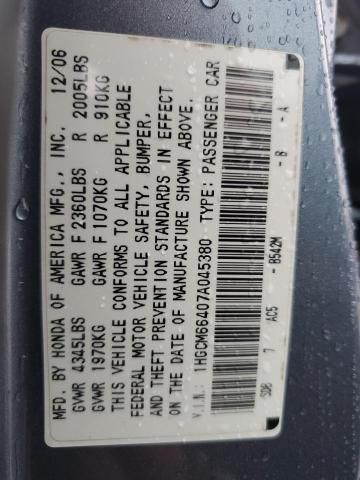 MFD. BY HONDA OF AMERICA MFG., INC. 12/06
GVWR 4345LBS GAWR F 2360LBS R 2005LBS
GVWR 1970KG GAWR F 1070KG R 910KG
THIS VEHICLE CONFORMS TO ALL APPLICABLE
FEDERAL MOTOR VEHICLE SAFETY, BUMPER,
AND THEFT PREVENTION STANDARDS IN EFFECT
ON THE DATE OF MANUFACTURE SHOWN ABOVE.
V.I.N.: 1HGCM66407A045380 TYPE: PASSENGER CAR
SDB 7 AC5 - B542M - B - A